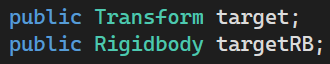 public Transform target;
public Rigidbody targetRB;